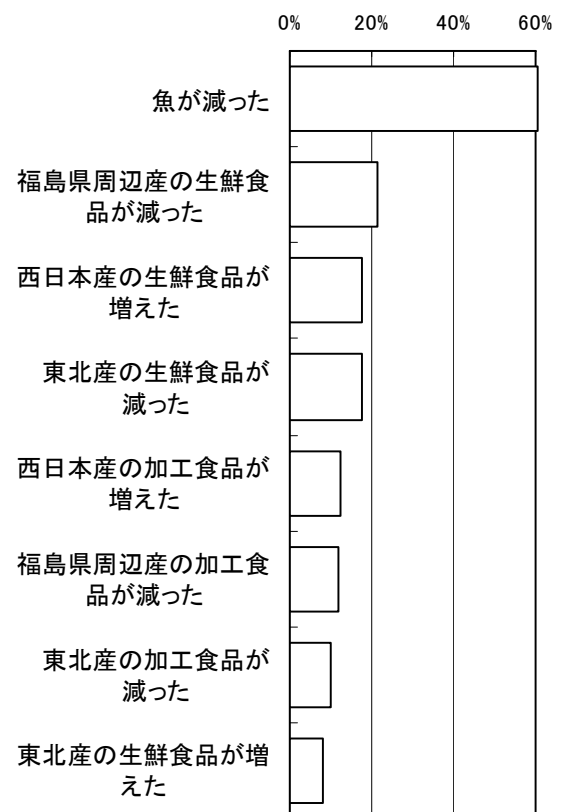 0% 20% 40% 60%
魚が減った
福島県周辺産の生鮮食
品が減った
西日本産の生鮮食品が
増えた
東北産の生鮮食品が
減った
西日本産の加工食品が
増えた
福島県周辺産の加工食
品が減った
東北産の加工食品が
減った
東北産の生鮮食品が増
えた